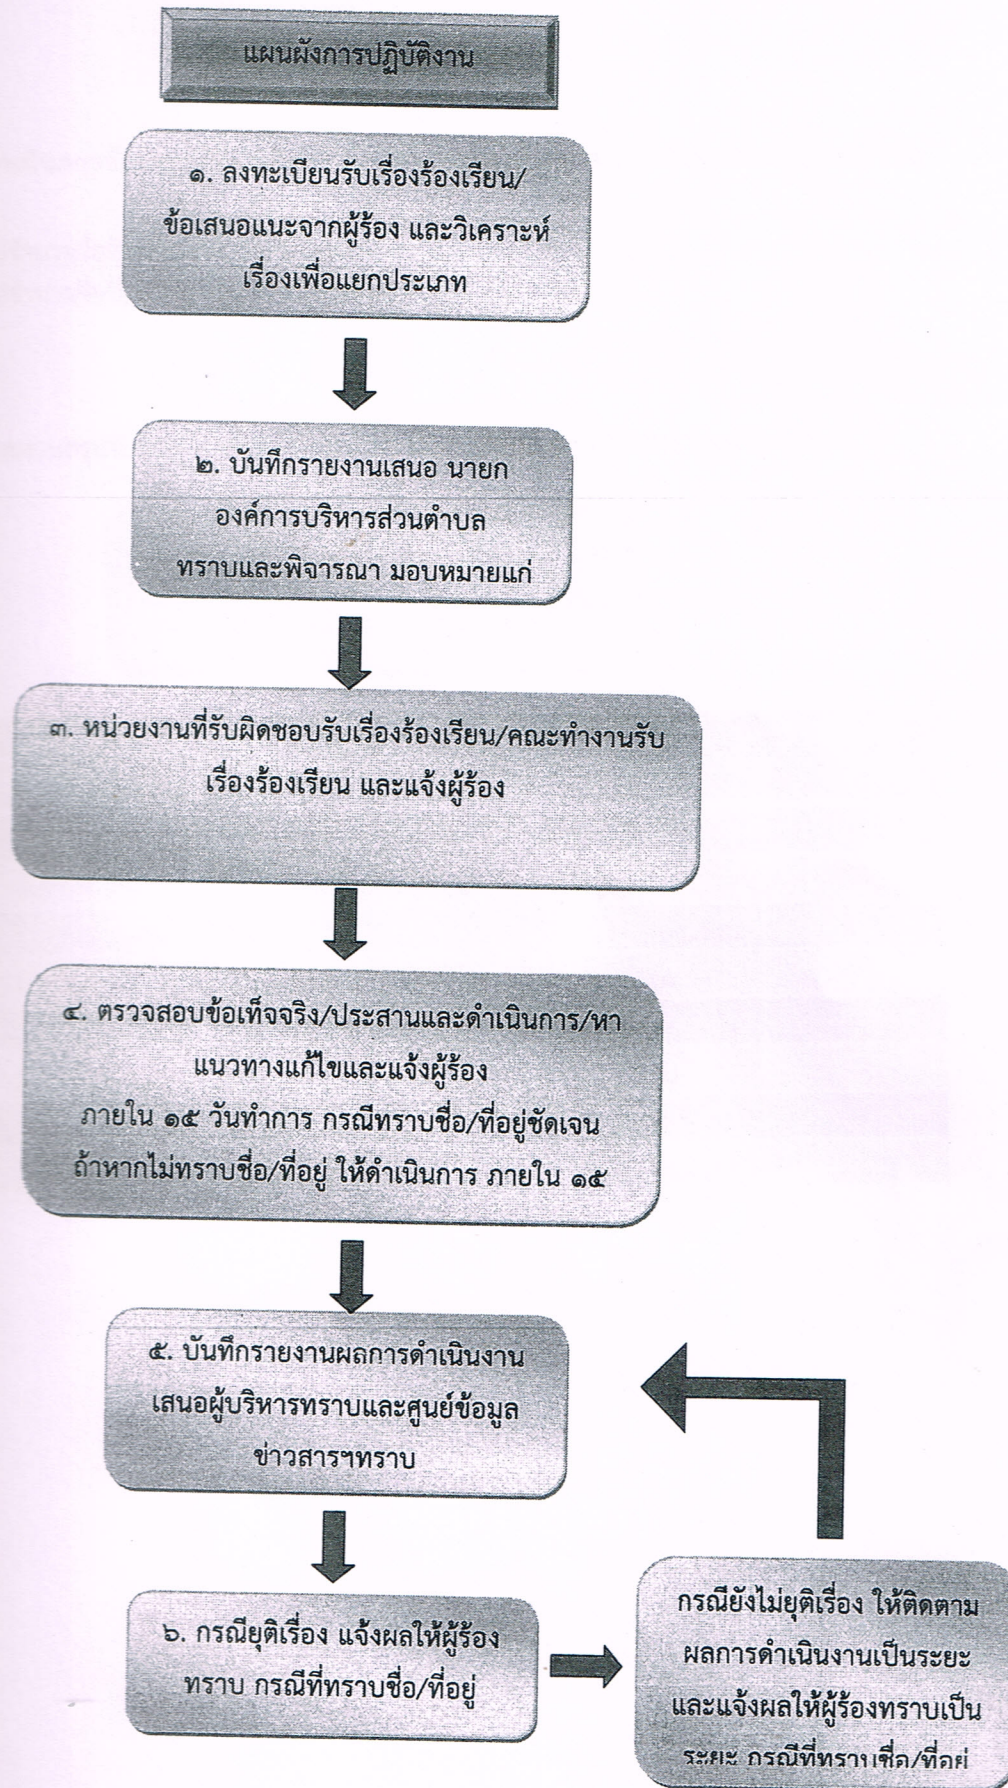 แผนผังการปฏิบัติงาน
๑. ลงทะเบียนรับเรื่องร้องเรียน/
ข้อเสนอแนะจากผู้ร้อง และวิเคราะห์
เรื่องเพื่อแยกประเภท
๒. บันทึกรายงานเสนอ นายก
องค์การบริหารส่วนตำบล
ทราบและพิจารณา มอบหมายแก่
๓. หน่วยงานที่รับผิดชอบรับเรื่องร้องเรียน/คณะทำงานรับ
เรื่องร้องเรียน และแจ้งผู้ร้อง
๔. ตรวจสอบข้อเท็จจริง/ประสานและดำเนินการ/หา
แนวทางแก้ไขและแจ้งผู้ร้อง
ภายใน ๑๕ วันทำการ กรณีทราบชื่อ/ที่อยู่ชัดเจน
ถ้าหากไม่ทราบชื่อ/ที่อยู่ ให้ดำเนินการ ภายใน ๑๕
๕. บันทึกรายงานผลการดำเนินงาน
เสนอผู้บริหารทราบและศูนย์ข้อมูล
ข่าวสารฯทราบ
๖. กรณียุติเรื่อง แจ้งผลให้ผู้ร้อง
ทราบ กรณีที่ทราบชื่อ/ที่อยู่
กรณียังไม่ยุติเรื่อง ให้ติดตาม
ผลการดำเนินงานเป็นระยะ
และแจ้งผลให้ผู้ร้องทราบเป็น
ระยะ กรณีที่ทราบชื่อ/ที่อยู่